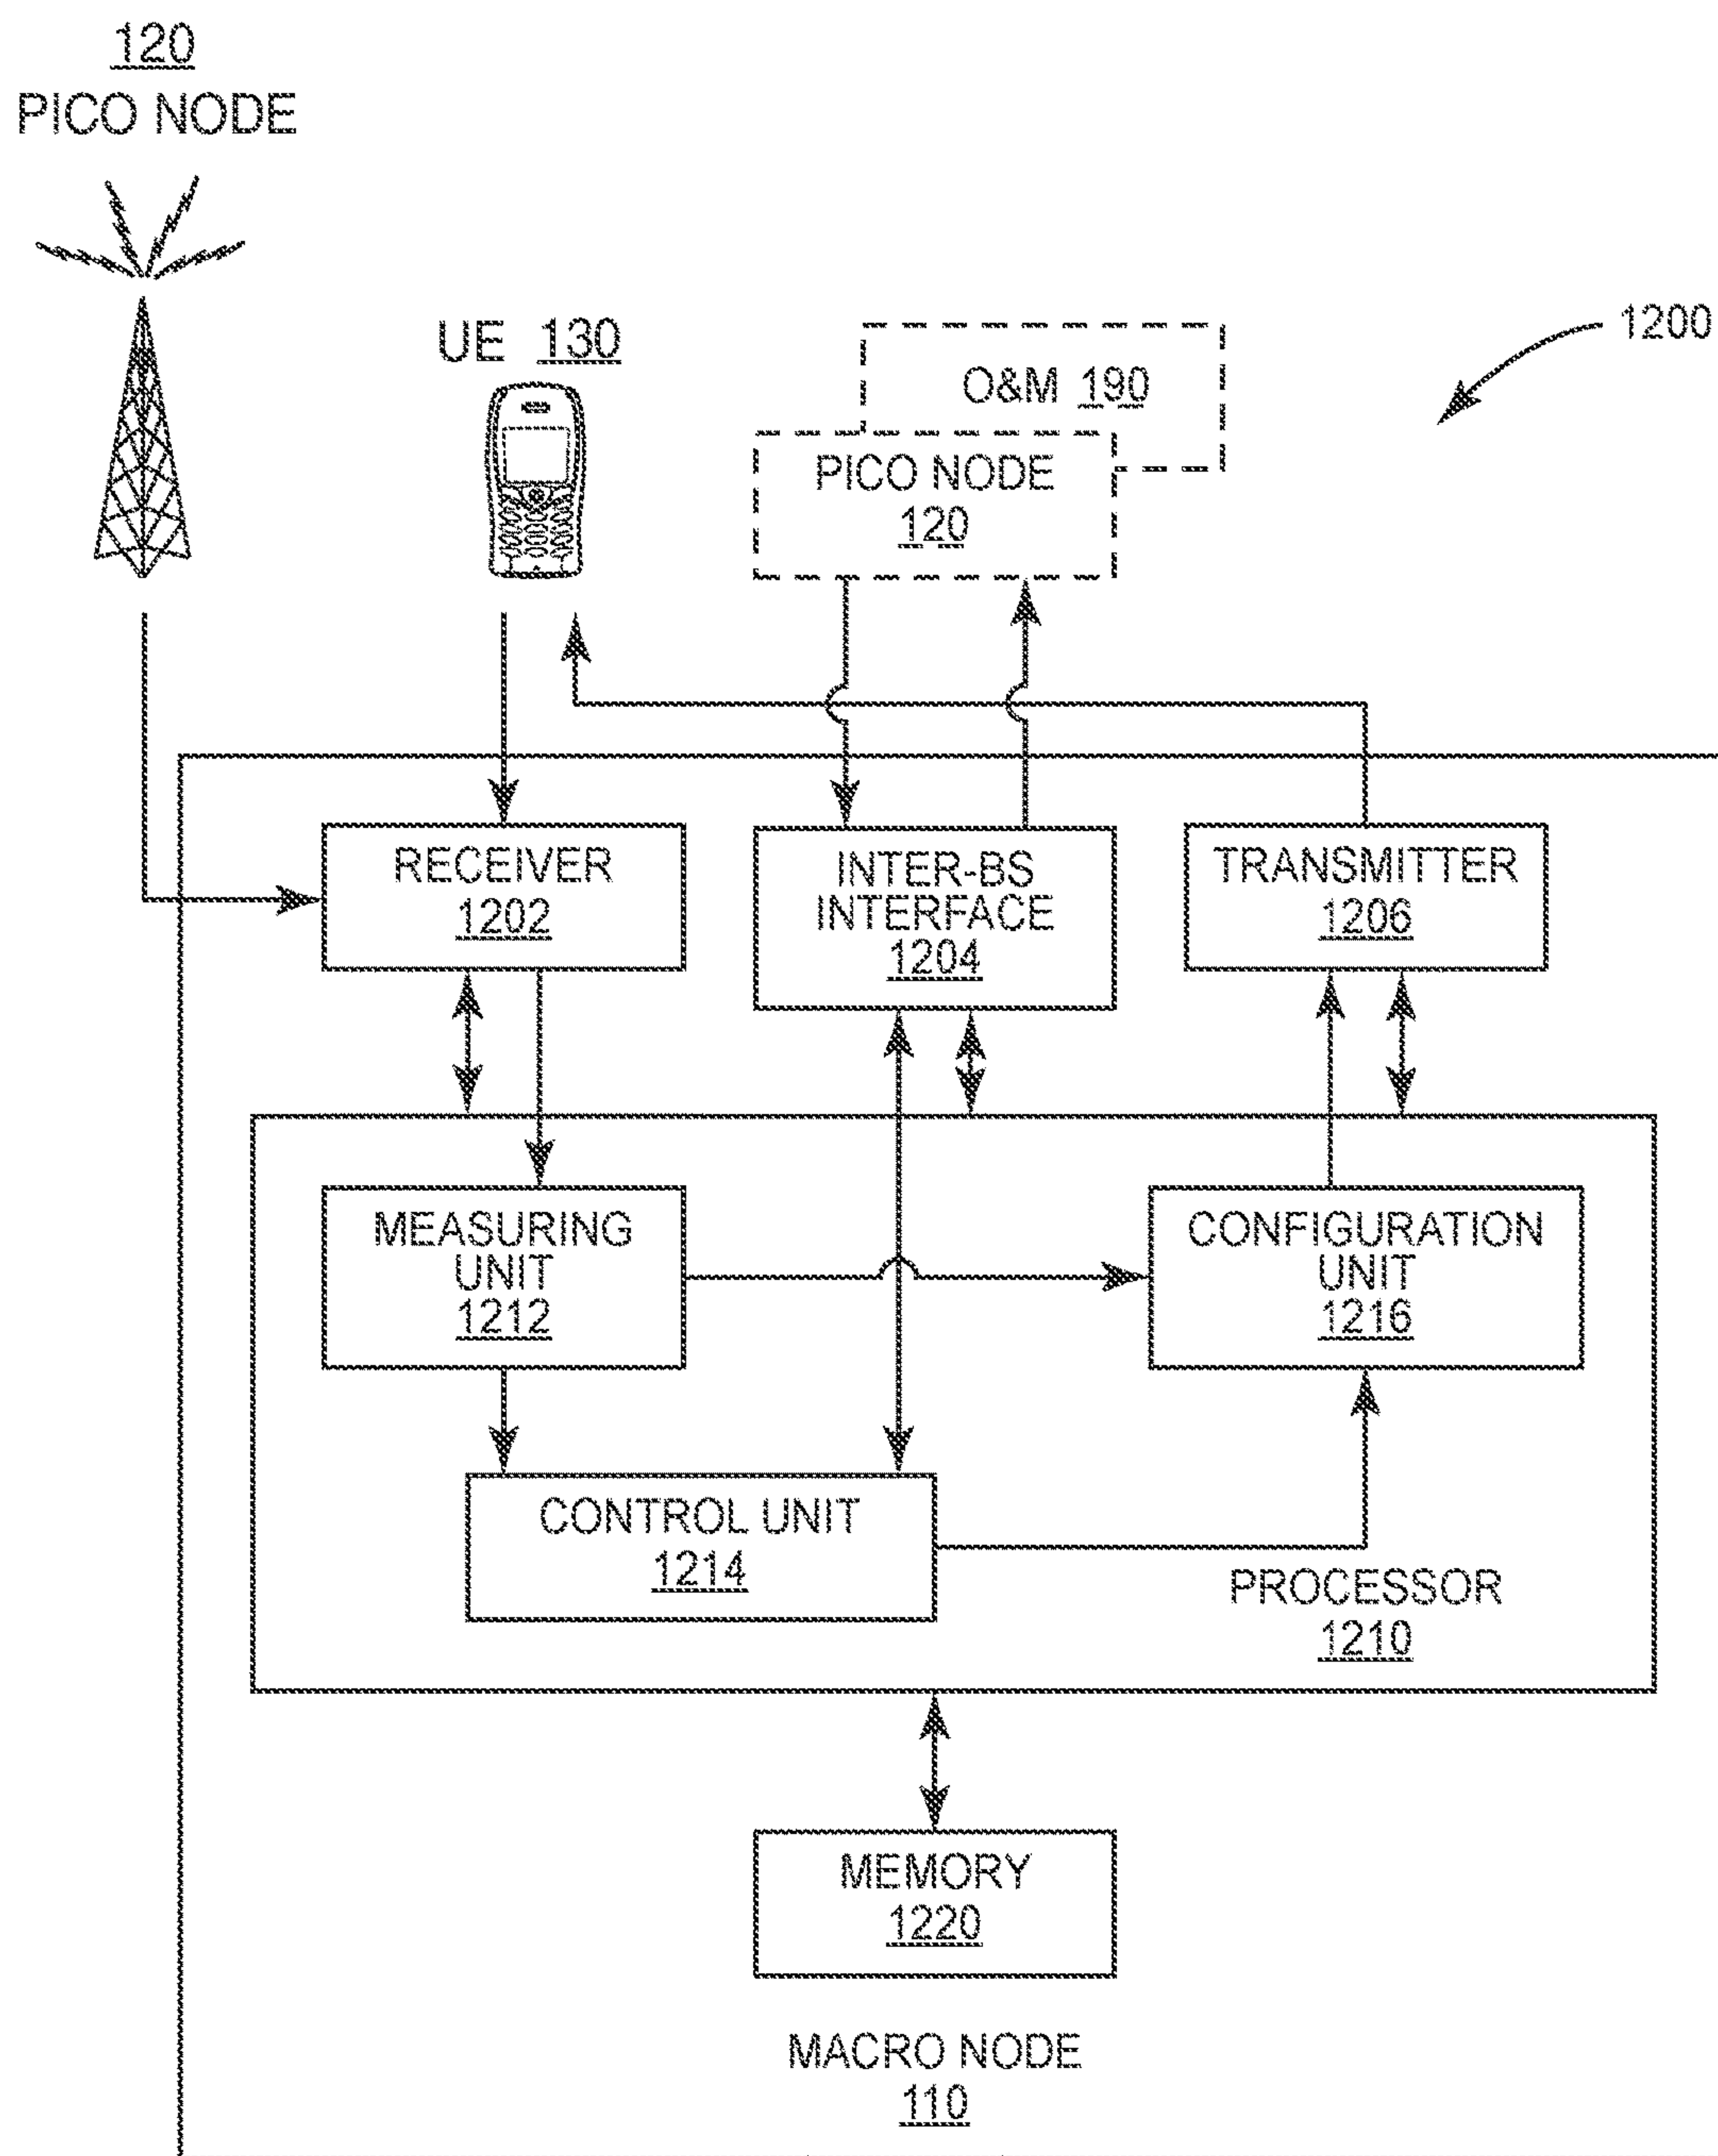 120
PICO NODE
UE 130
1200
O&M 190
PICO NODE
120
RECEIVER
1202
INTER-BS
INTERFACE
1204
TRANSMITTER
1206
MEASURING
UNIT
1212
CONFIGURATION
UNIT
1216
CONTROL UNIT
1214
PROCESSOR
1210
MEMORY
1220
MACRO NODE
110